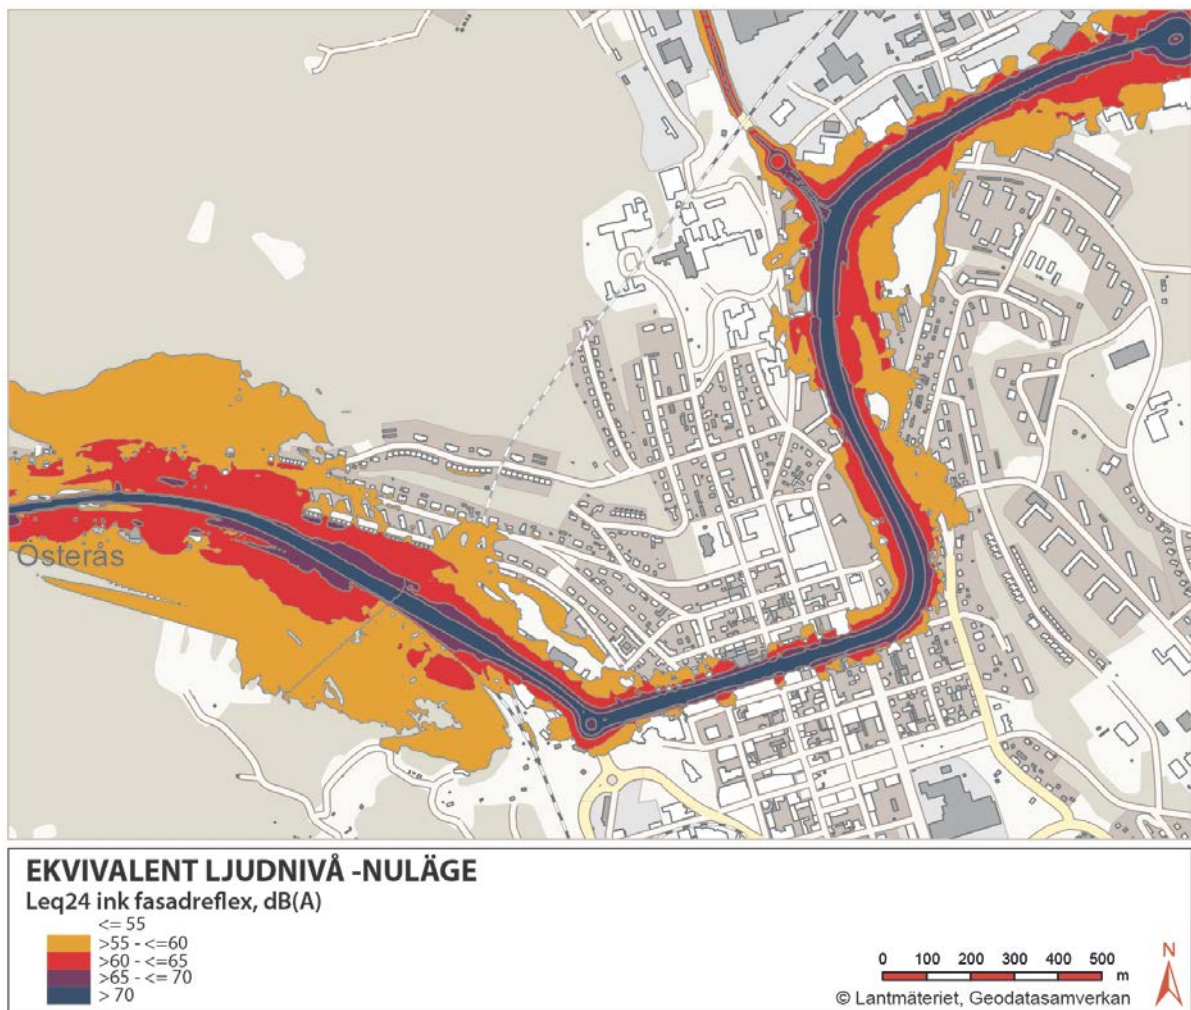 Österås
EKVIVALENT LJUDNIVÅ -NULÄGE
Leq24 ink fasadreflex, dB(A)
<= 55
>55 - <=60
>60 - <=65
>65 - <= 70
> 70
0 100 200 300 400 500
m
N
© Lantmäteriet, Geodatasamverkan